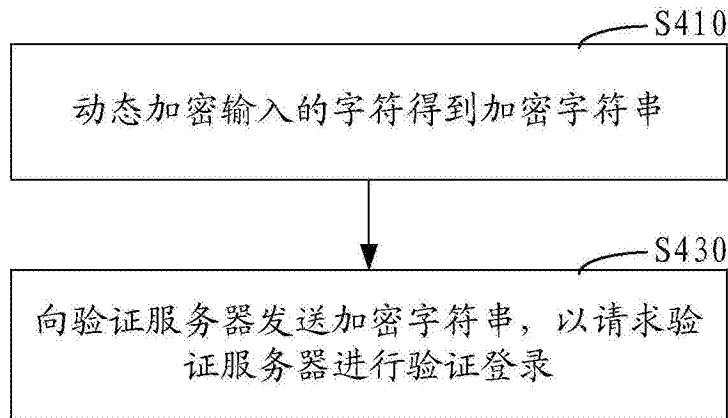 S410
动态加密输入的字符得到加密字符串
S430
向验证服务器发送加密字符串，以请求验
证服务器进行验证登录